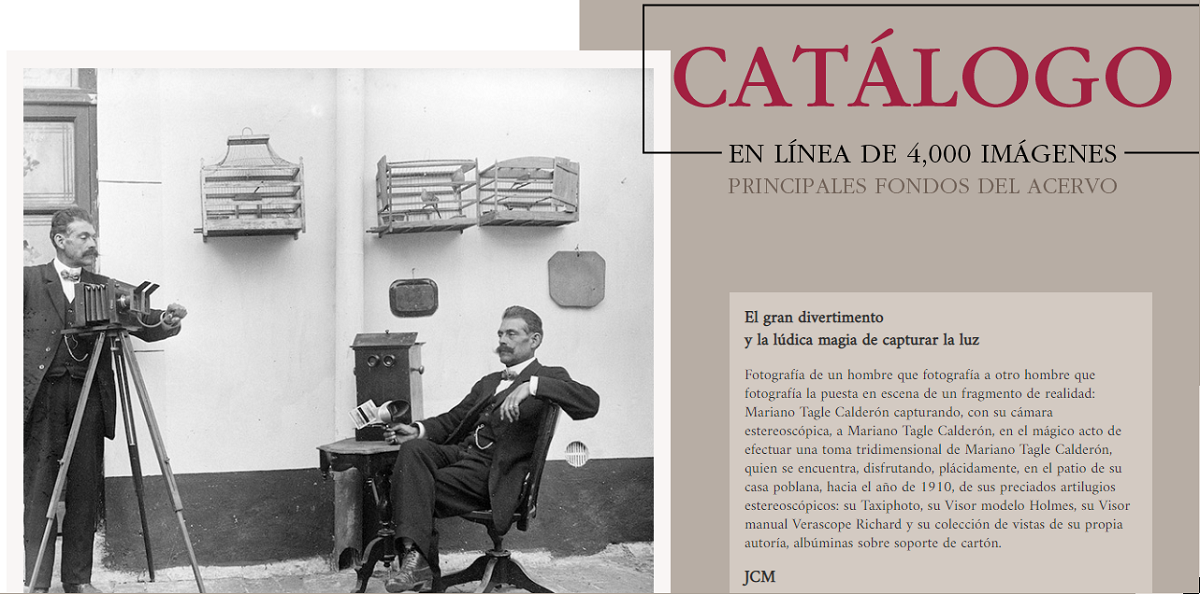 CATÁLOGO
EN LÍNEA DE 4,000 IMÁGENES
PRINCIPALES FONDOS DEL ACERVO
El gran divertimento
y la lúdica magia de capturar la luz
Fotografía de un hombre que fotografía a otro hombre que
fotografía la puesta en escena de un fragmento de realidad:
Mariano Tagle Calderón capturando, con su cámara
estereoscópica, a Mariano Tagle Calderón, en el mágico acto de
efectuar una toma tridimensional de Mariano Tagle Calderón,
quien se encuentra, disfrutando, plácidamente, en el patio de su
casa poblana, hacia el año de 1910, de sus preciados artilugios
estereoscópicos: su Taxiphoto, su Visor modelo Holmes, su Visor
manual Verascope Richard y su colección de vistas de su propia
autoría, albúminas sobre soporte de cartón.
JCM